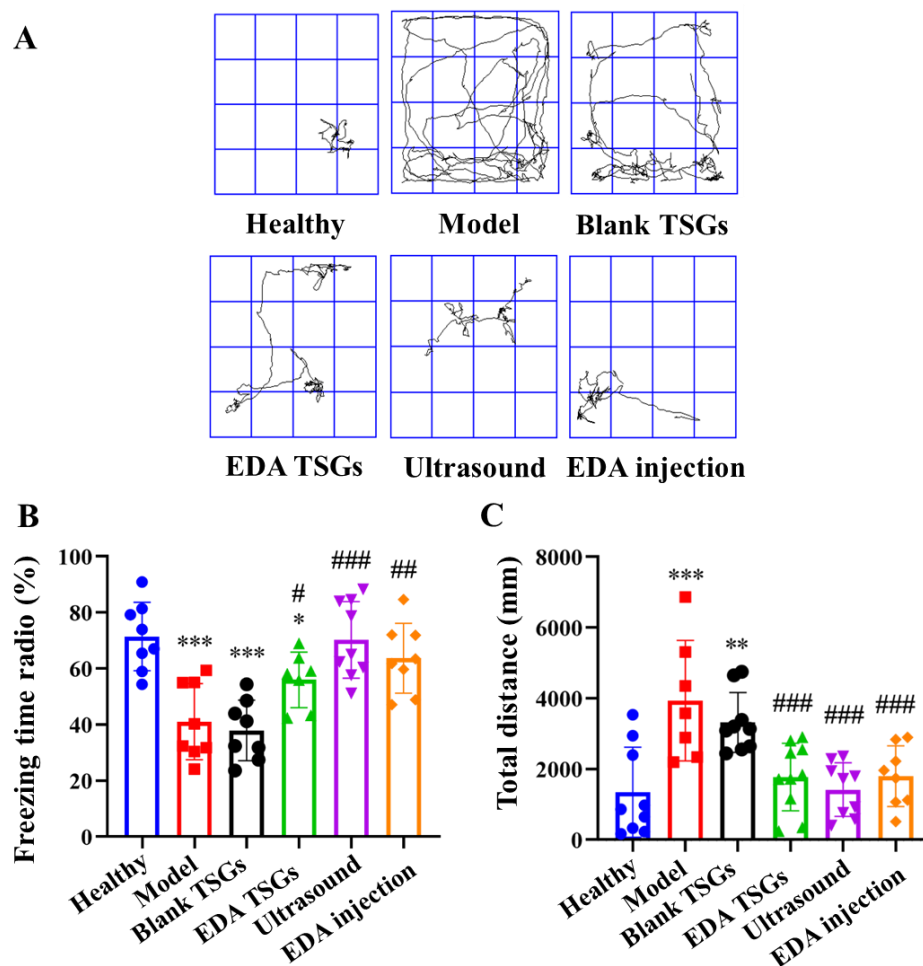 A
Healthy
Model
Blank TSGs
EDA TSGs
Ultrasound
EDA injection
B
Freezing time radio (%)
100
80
60
40
20
0
***
***
#
*
###
##
Healthy
Model
Blank TSGs
EDA TSGs
Ultrasound
EDA injection
C
Total distance (mm)
8000
6000
4000
2000
0
***
**
###
###
###
Healthy
Model
Blank TSGs
EDA TSGs
Ultrasound
EDA injection